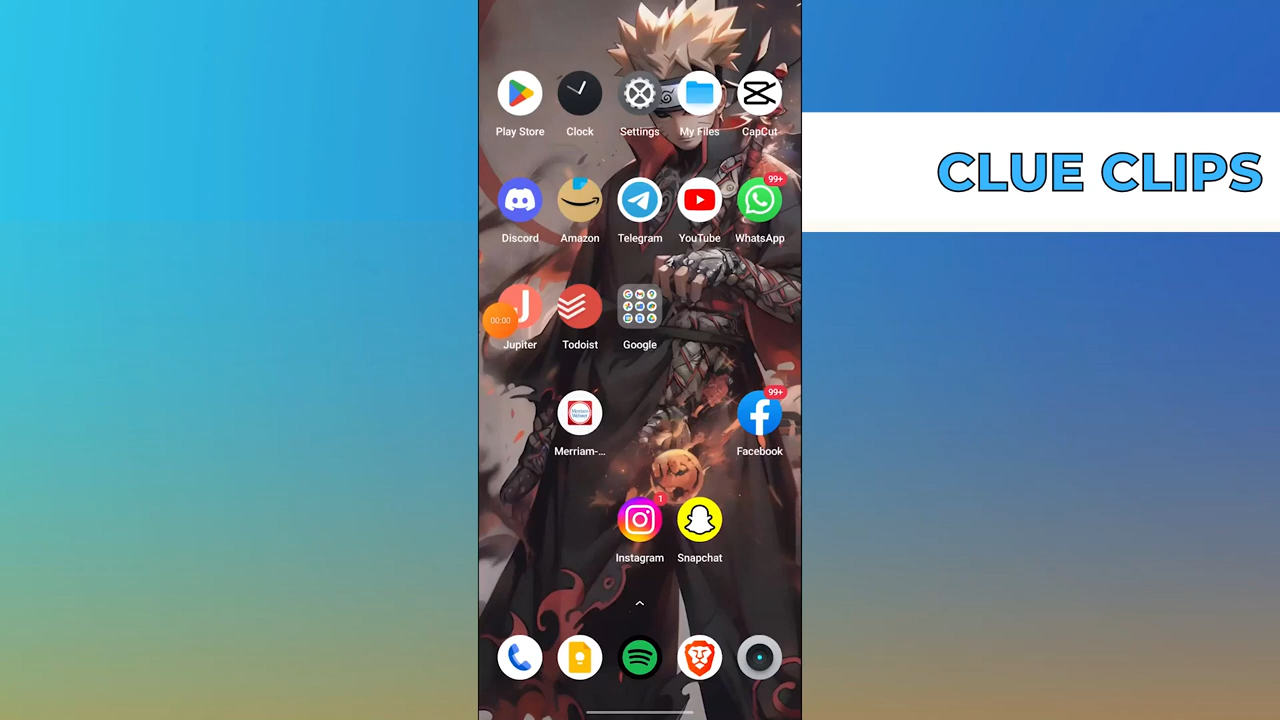 CLUE CLIPS
Play Store
Clock
Settings
My Files
CapCut
99+
Discord
Amazon
Telegram
YouTube
WhatsApp
00:00
Jupiter
Todoist
Google
99+
Merriam-...
Facebook
1
Instagram
Snapchat